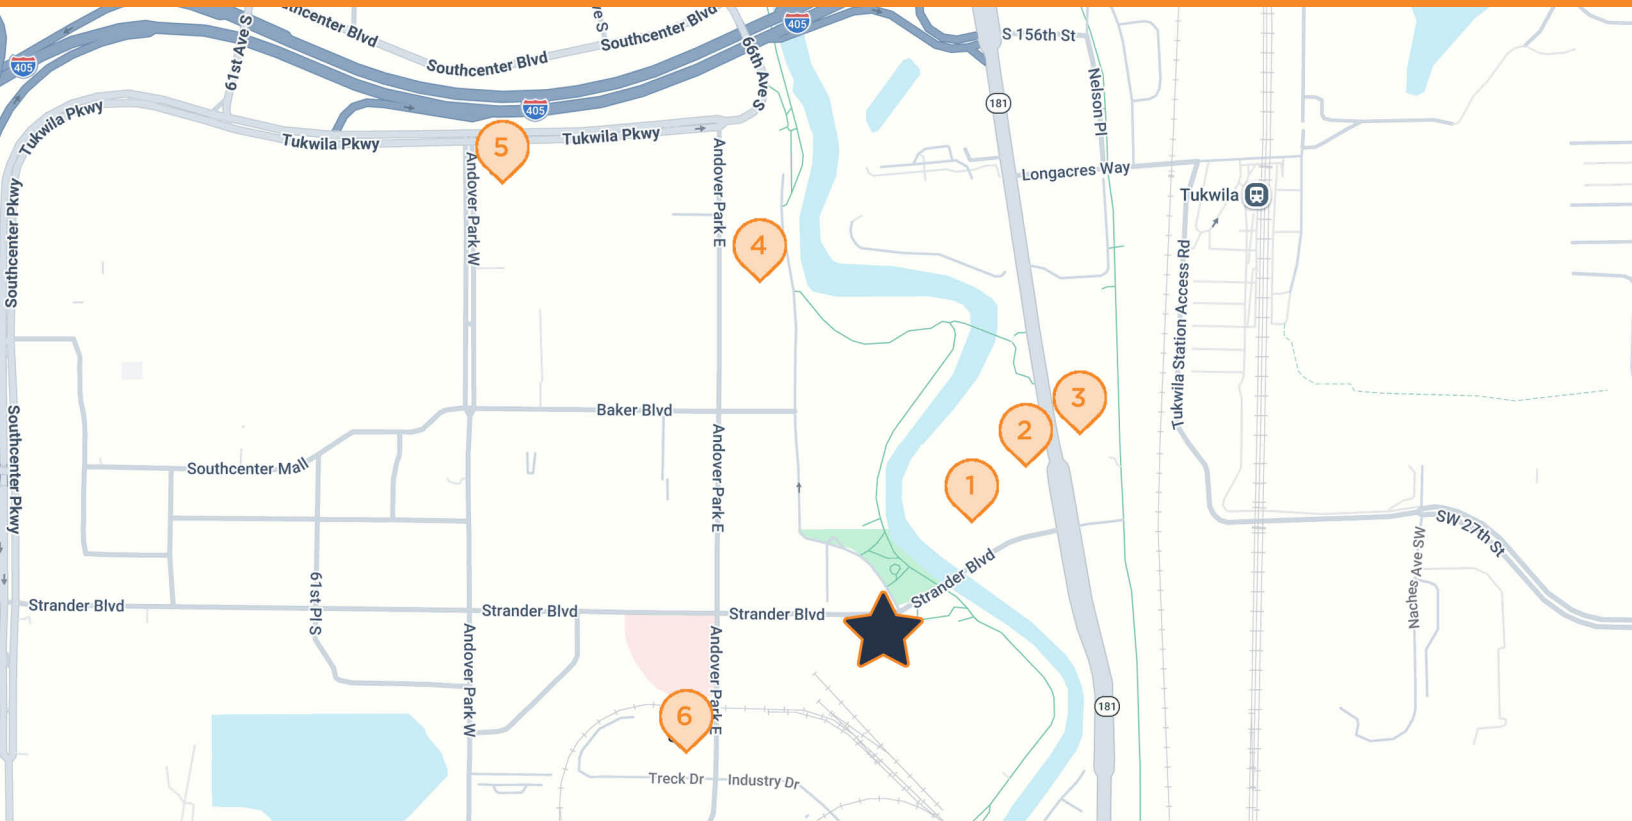 thcenter Blvd
ve S
Southcenter Blvd
405
S 156th St
61st Ave S
405
Southcenter Blvd
66th Ave S
Nelson Pl
181
405
Tukwila Pkwy
Tukwila Pkwy
5
Tukwila Pkwy
Andover Park W
Andover Park E
Longacres Way
Tukwila
Southcenter Pkwy
4
Tukwila Station Access Rd
3
Baker Blvd
2
Southcenter Pkwy
Andover Park E
Southcenter Mall
1
SW 27th St
Naches Ave SW
61st Pl S
Strander Blvd
Strander Blvd
Strander Blvd
Strander Blvd
Andover Park W
Andover Park E
6
181
Treck Dr
Industry Dr